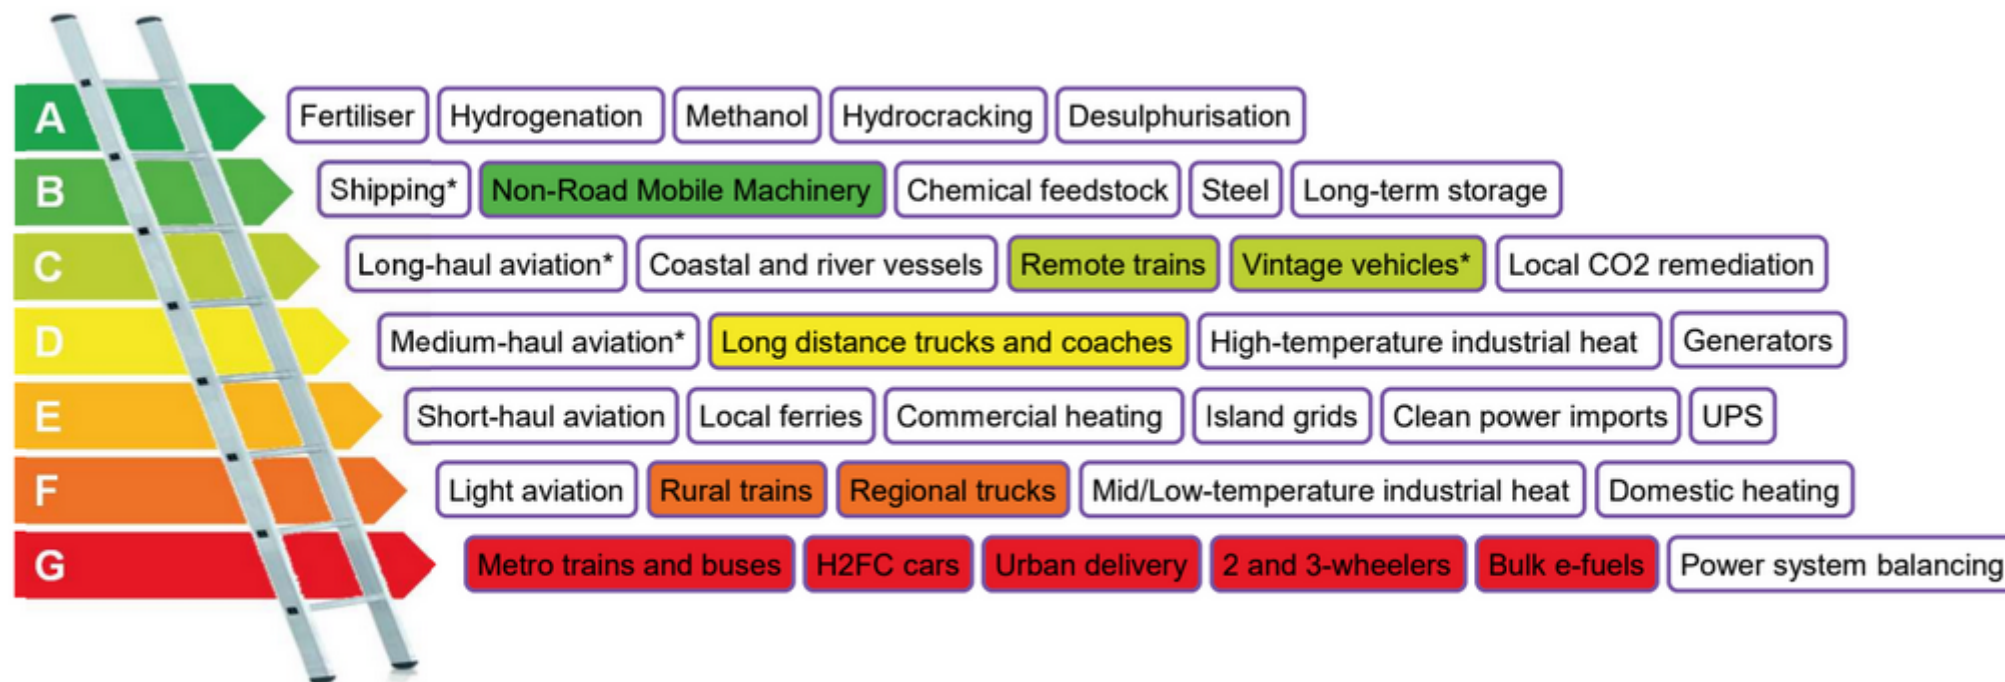 A Fertiliser Hydrogenation Methanol Hydrocracking Desulphurisation
B Shipping* Non-Road Mobile Machinery Chemical feedstock Steel Long-term storage
C Long-haul aviation* Coastal and river vessels Remote trains Vintage vehicles* Local CO2 remediation
D Medium-haul aviation* Long distance trucks and coaches High-temperature industrial heat Generators
E Short-haul aviation Local ferries Commercial heating Island grids Clean power imports UPS
F Light aviation Rural trains Regional trucks Mid/Low-temperature industrial heat Domestic heating
G Metro trains and buses H2FC cars Urban delivery 2 and 3-wheelers Bulk e-fuels Power system balancing